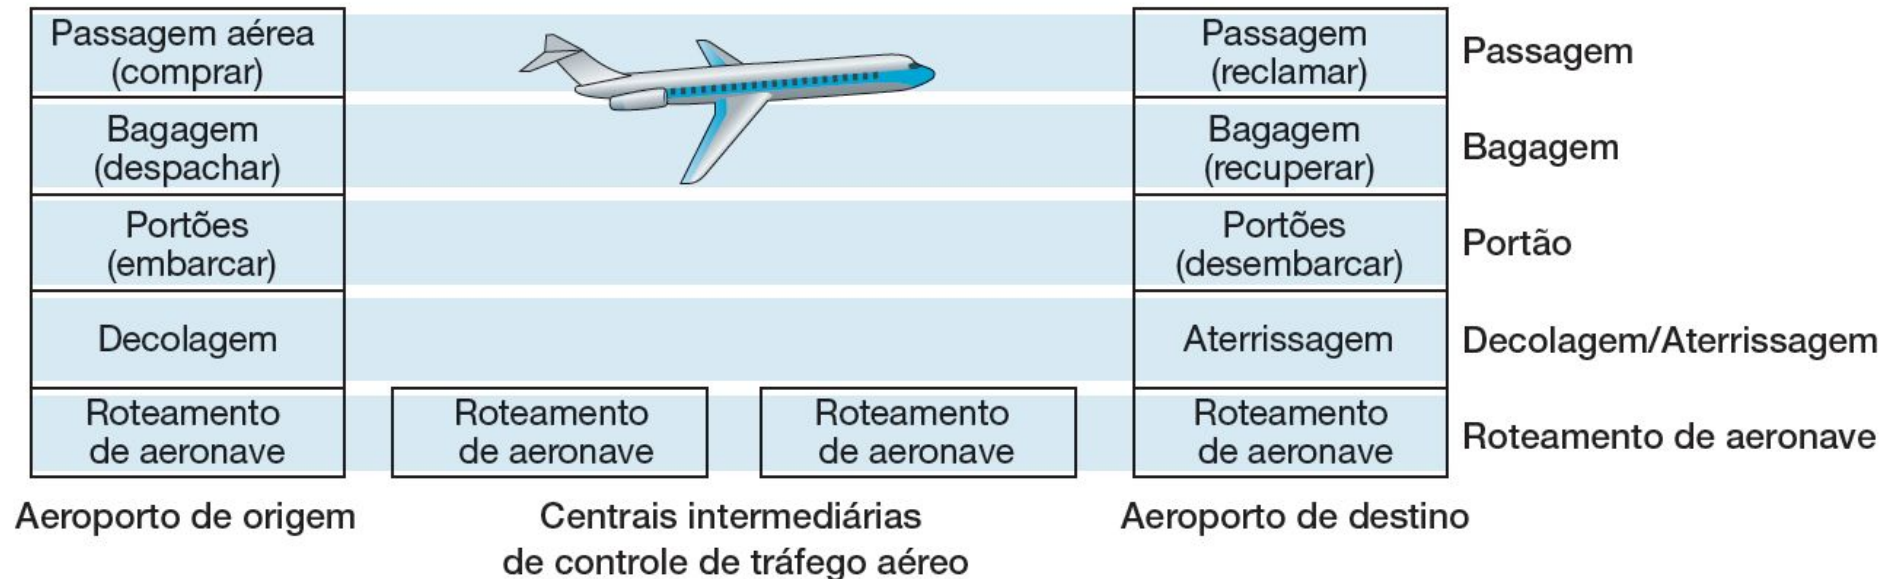 Passagem aérea
(comprar)
Passagem
(reclamar)
Passagem
Bagagem
(despachar)
Bagagem
(recuperar)
Bagagem
Portões
(embarcar)
Portões
(desembarcar)
Portão
Decolagem
Aterrissagem
Decolagem/Aterrissagem
Roteamento
de aeronave
Roteamento
de aeronave
Roteamento
de aeronave
Roteamento
de aeronave
Roteamento de aeronave
Aeroporto de origem
Centrais intermediárias
de controle de tráfego aéreo
Aeroporto de destino